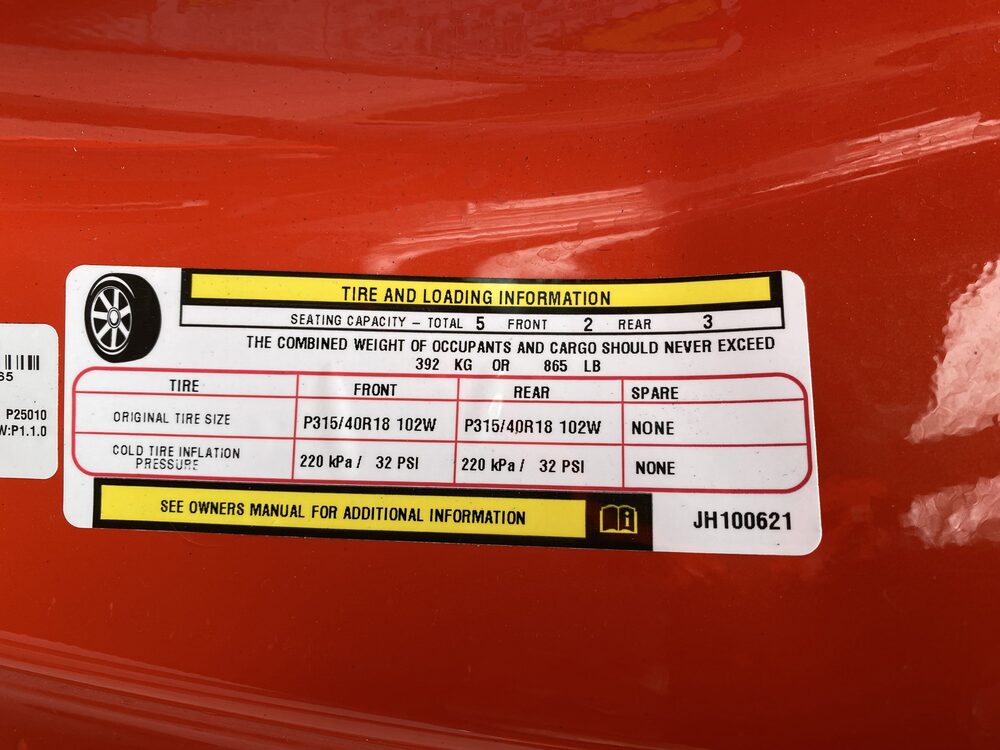 TIRE AND LOADING INFORMATION
SEATING CAPACITY – TOTAL 5 FRONT 2 REAR 3
THE COMBINED WEIGHT OF OCCUPANTS AND CARGO SHOULD NEVER EXCEED
392 KG OR 865 LB
TIRE FRONT REAR SPARE
ORIGINAL TIRE SIZE P315/40R18 102W P315/40R18 102W NONE
COLD TIRE INFLATION PRESSURE 220 kPa / 32 PSI 220 kPa / 32 PSI NONE
SEE OWNERS MANUAL FOR ADDITIONAL INFORMATION
JH100621
P25010
W:P1.1.0